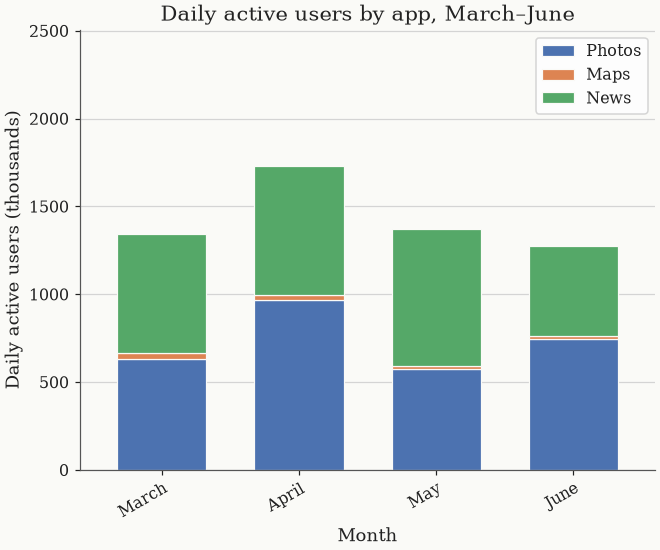 Daily active users by app, March–June
Photos
Maps
News
Daily active users (thousands)
2500
2000
1500
1000
500
0
March
April
May
June
Month